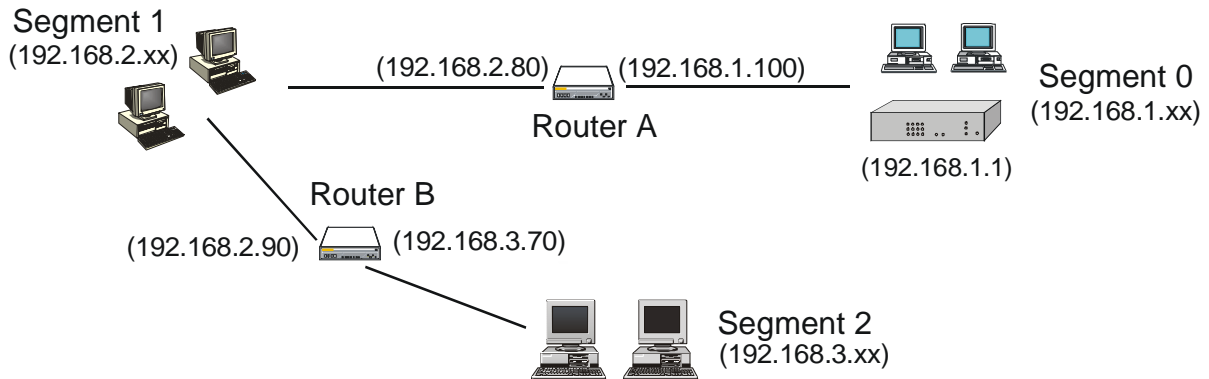 Segment 1
(192.168.2.xx)
(192.168.2.80)
(192.168.1.100)
Router A
Segment 0
(192.168.1.xx)
(192.168.1.1)
Router B
(192.168.2.90)
(192.168.3.70)
Segment 2
(192.168.3.xx)